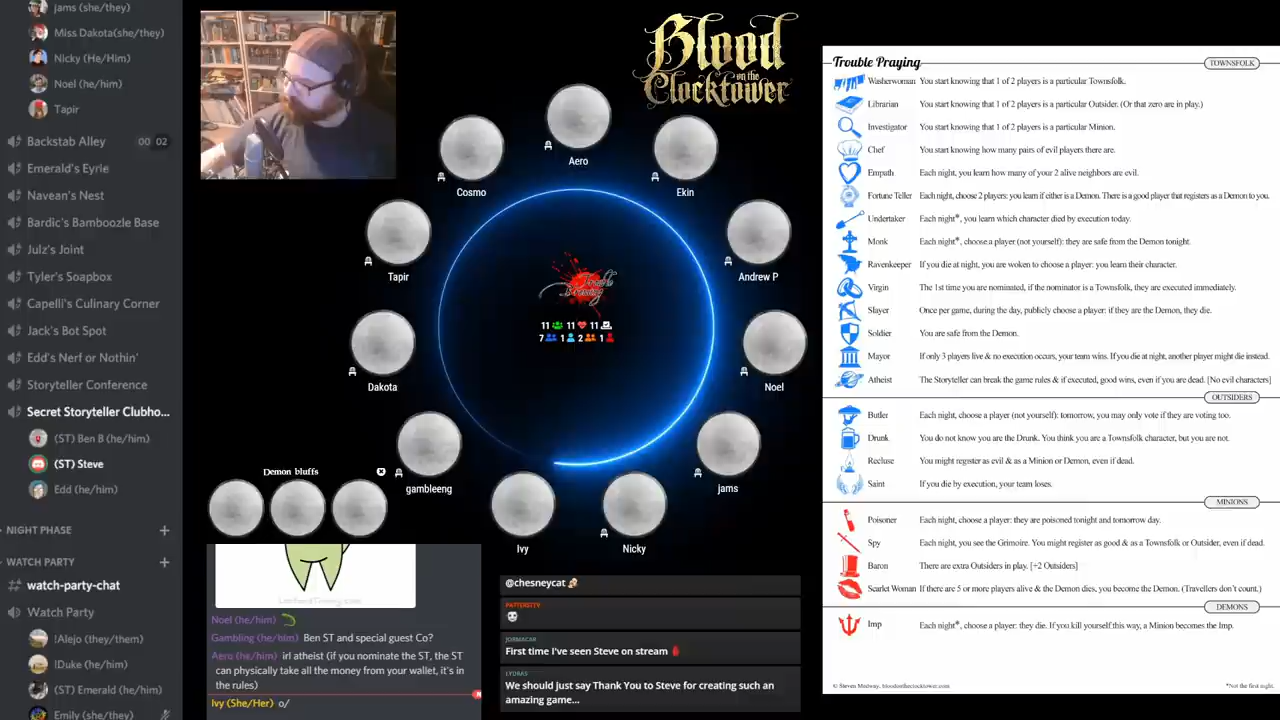 Jams (she/they)
Miss Dakota(she/they)
Nicky (He/Him)
Noel (he/him)
Tapir
Backstab Alley 00 : 02
Emerald's Eyrie
Navean's Nest
Bardic's Bamboozle Base
Julz's Joint
Tyler's Soapbox
Capelli's Culinary Corner
Jack's Bot Spot
Edd's Nerf or Nothin'
Storyteller Conference
Secret Storyteller Clubho...
(ST) Ben B (he/him)
(ST) Steve
Edd (he/him)
NIGHT PHASE
WATCH PARTY
watch-party-chat
Watch Party
!Alejo (they/them)
!Duke (he/him)
(ST) Emerald (he/him)
Emily (she/they)
Blood
on the
Clocktower
Aero
Ekin
Andrew P
Noel
jams
Nicky
Ivy
gambleeng
Dakota
Tapir
Cosmo
Trouble
Brewing
11 11 11
7 1 2 1
Demon bluffs
Noel (he/him)
Gambling (he/him) Ben ST and special guest Co?
Aero (he/him) irl atheist (if you nominate the ST, the ST
can physically take all the money from your wallet, it's in
the rules)
Ivy (She/Her) o/
@chesneycat
JORMACAR
First time I've seen Steve on stream
LYDRAS
We should just say Thank You to Steve for creating such an
amazing game...
Trouble Praying
TOWNSFOLK
Washerwoman You start knowing that 1 of 2 players is a particular Townsfolk.
Librarian You start knowing that 1 of 2 players is a particular Outsider. (Or that zero are in play.)
Investigator You start knowing that 1 of 2 players is a particular Minion.
Chef You start knowing how many pairs of evil players there are.
Empath Each night, you learn how many of your 2 alive neighbors are evil.
Fortune Teller Each night, choose 2 players: you learn if either is a Demon. There is a good player that registers as a Demon to you.
Undertaker Each night*, you learn which character died by execution today.
Monk Each night*, choose a player (not yourself): they are safe from the Demon tonight.
Ravenkeeper If you die at night, you are woken to choose a player: you learn their character.
Virgin The 1st time you are nominated, if the nominator is a Townsfolk, they are executed immediately.
Slayer Once per game, during the day, publicly choose a player: if they are the Demon, they die.
Soldier You are safe from the Demon.
Mayor If only 3 players live & no execution occurs, your team wins. If you die at night, another player might die instead.
Atheist The Storyteller can break the game rules & if executed, good wins, even if you are dead. [No evil characters]
OUTSIDERS
Butler Each night, choose a player (not yourself): tomorrow, you may only vote if they are voting too.
Drunk You do not know you are the Drunk. You think you are a Townsfolk character, but you are not.
Recluse You might register as evil & as a Minion or Demon, even if dead.
Saint If you die by execution, your team loses.
MINIONS
Poisoner Each night, choose a player: they are poisoned tonight and tomorrow day.
Spy Each night, you see the Grimoire. You might register as good & as a Townsfolk or Outsider, even if dead.
Baron There are extra Outsiders in play. [+2 Outsiders]
Scarlet Woman If there are 5 or more players alive & the Demon dies, you become the Demon. (Travellers don't count.)
DEMONS
Imp Each night*, choose a player: they die. If you kill yourself this way, a Minion becomes the Imp.
© Steven Medway, bloodontheclocktower.com
*Not the first night.